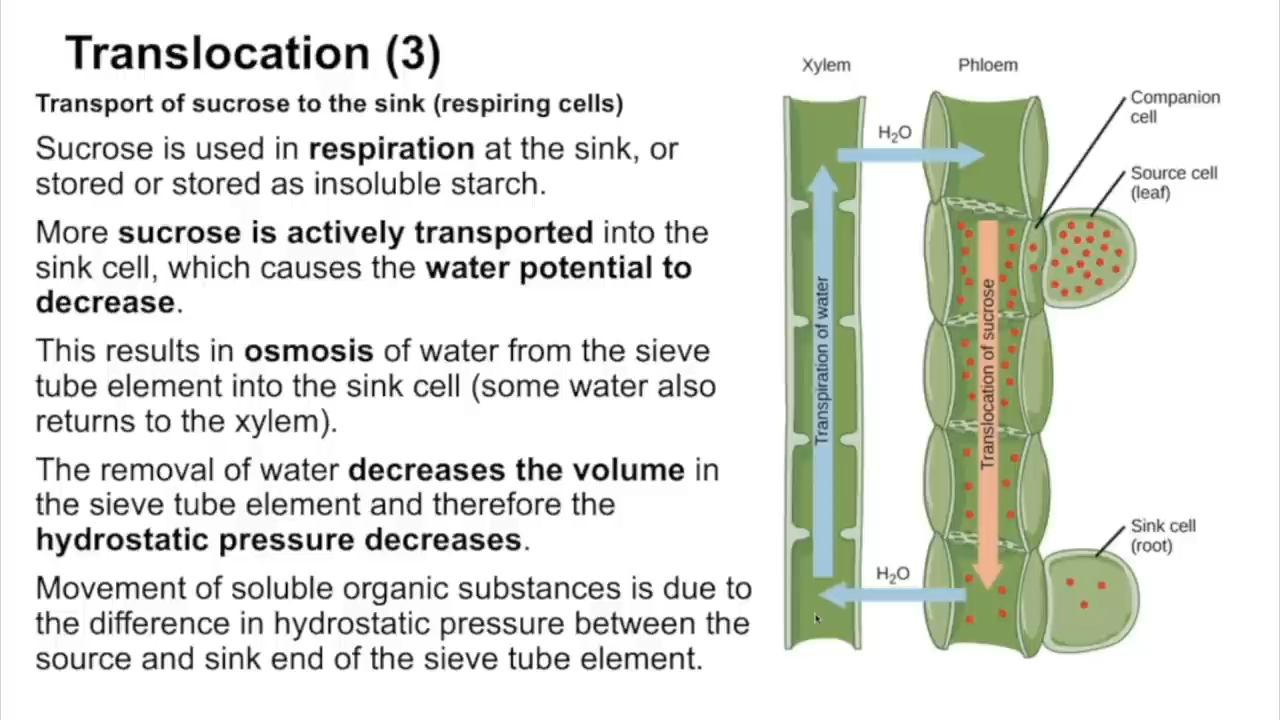 Translocation (3)
Transport of sucrose to the sink (respiring cells)
Sucrose is used in respiration at the sink, or
stored or stored as insoluble starch.
More sucrose is actively transported into the
sink cell, which causes the water potential to
decrease.
This results in osmosis of water from the sieve
tube element into the sink cell (some water also
returns to the xylem).
The removal of water decreases the volume in
the sieve tube element and therefore the
hydrostatic pressure decreases.
Movement of soluble organic substances is due to
the difference in hydrostatic pressure between the
source and sink end of the sieve tube element.
Xylem
Phloem
Companion
cell
H₂O
Source cell
(leaf)
Transpiration of water
Translocation of sucrose
Sink cell
(root)
H₂O